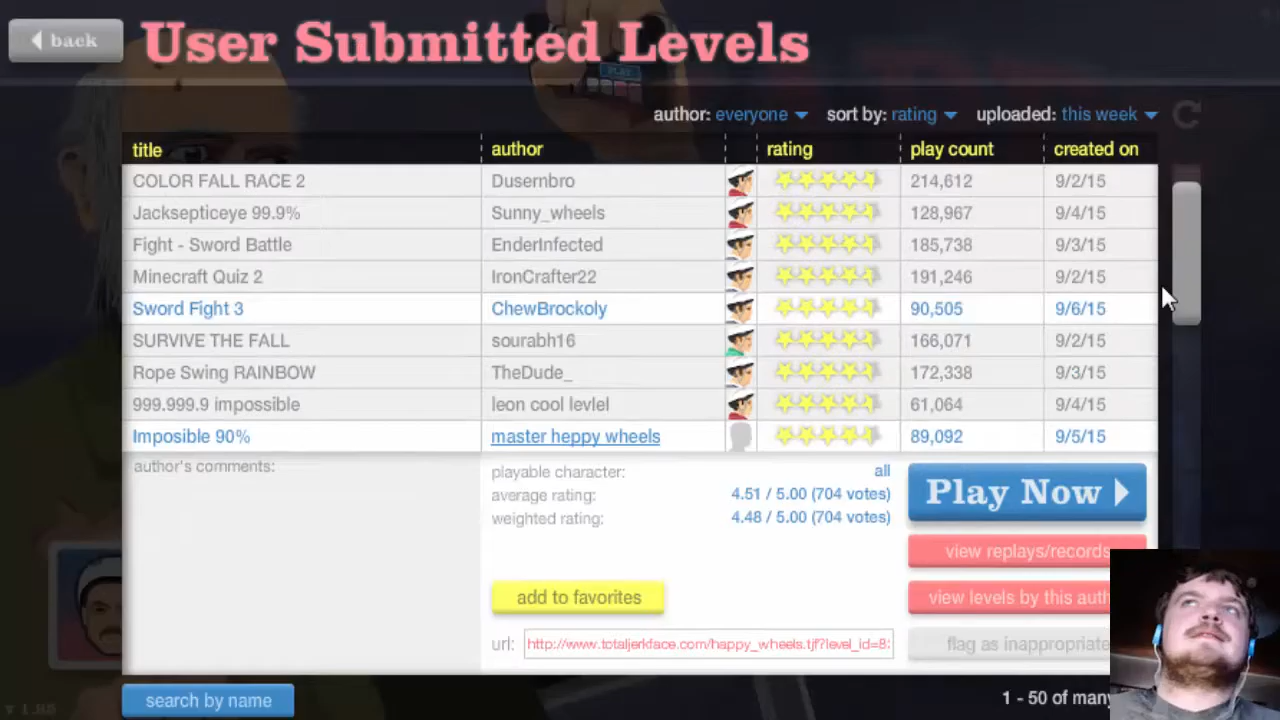 back
User Submitted Levels
PLAY
author: everyone sort by: rating uploaded: this week
title author rating play count created on
COLOR FALL RACE 2 Dusernbro 214,612 9/2/15
Jacksepticeye 99.9% Sunny_wheels 128,967 9/4/15
Fight - Sword Battle EnderInfected 185,738 9/3/15
Minecraft Quiz 2 IronCrafter22 191,246 9/2/15
Sword Fight 3 ChewBrockoly 90,505 9/6/15
SURVIVE THE FALL sourabh16 166,071 9/2/15
Rope Swing RAINBOW TheDude_ 172,338 9/3/15
999.999.9 impossible leon cool levlel 61,064 9/4/15
Imposible 90% master heppy wheels 89,092 9/5/15
author's comments:
playable character: all
average rating: 4.51 / 5.00 (704 votes)
weighted rating: 4.48 / 5.00 (704 votes)
Play Now
view replays/records
add to favorites
view levels by this auth
url: http://www.totaljerkface.com/happy_wheels.tjf?level_id=8
flag as inappropriate
search by name
1 - 50 of many
v 1.85